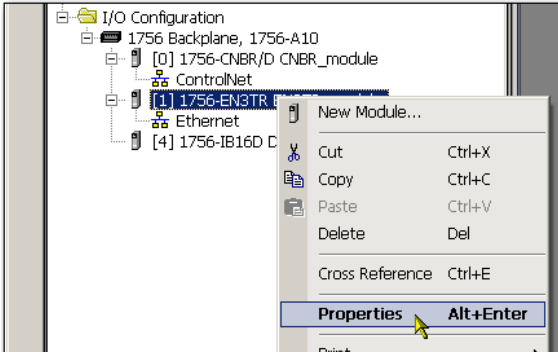 I/O Configuration
1756 Backplane, 1756-A10
[0] 1756-CNBR/D CNBR_module
ControlNet
[1] 1756-EN3TR
Ethernet
[4] 1756-IB16D D
New Module...
Cut Ctrl+X
Copy Ctrl+C
Paste Ctrl+V
Delete Del
Cross Reference Ctrl+E
Properties Alt+Enter
Print